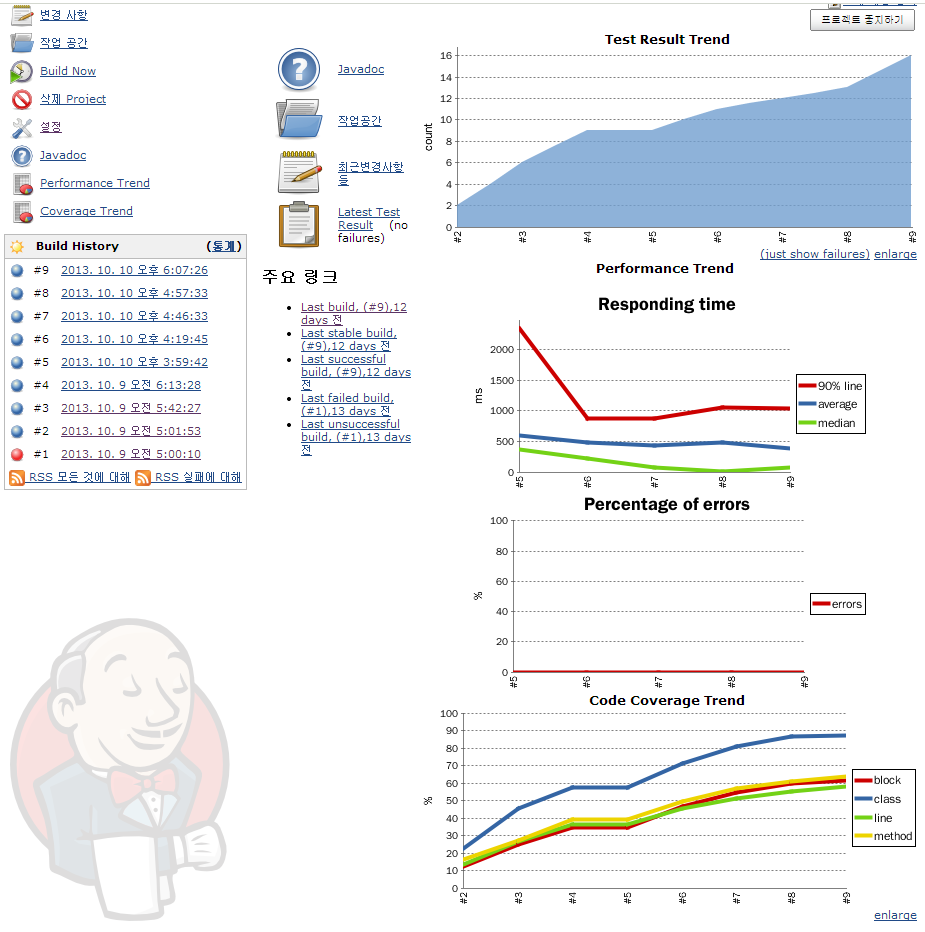 변경 사항
작업 공간
Build Now
삭제 Project
설정
Javadoc
Performance Trend
Coverage Trend
Build History (통계)
#9 2013. 10. 10 오후 6:07:26
#8 2013. 10. 10 오후 4:57:33
#7 2013. 10. 10 오후 4:46:33
#6 2013. 10. 10 오후 4:19:45
#5 2013. 10. 10 오후 3:59:42
#4 2013. 10. 9 오전 6:13:28
#3 2013. 10. 9 오전 5:42:27
#2 2013. 10. 9 오전 5:01:53
#1 2013. 10. 9 오전 5:00:10
RSS 모든 것에 대해 RSS 실패에 대해
Javadoc
작업공간
최근변경사항
들
Latest Test
Result (no
failures)
주요 링크
Last build, (#9),12
days 전
Last stable build,
(#9),12 days 전
Last successful
build, (#9),12 days
전
Last failed build,
(#1),13 days 전
Last unsuccessful
build, (#1),13 days
전
프로젝트 중지하기
Test Result Trend
count
16
14
12
10
8
6
4
2
0
#2 #3 #4 #5 #6 #7 #8 #9
(just show failures) enlarge
Performance Trend
Responding time
ms
2000
1500
1000
500
0
#5 #6 #7 #8 #9
90% line
average
median
Percentage of errors
%
100
80
60
40
20
0
#5 #6 #7 #8 #9
errors
Code Coverage Trend
%
100
90
80
70
60
50
40
30
20
10
0
#2 #3 #4 #5 #6 #7 #8 #9
block
class
line
method
enlarge